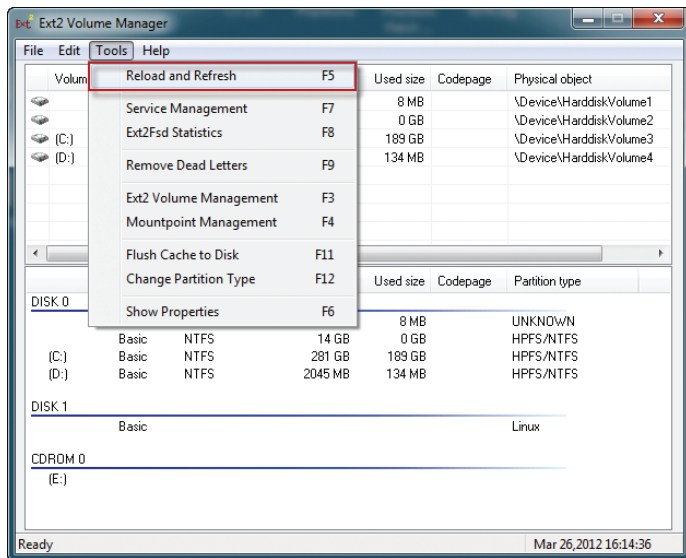 Ext2 Volume Manager
File Edit Tools Help
Volum Used size Codepage Physical object
Reload and Refresh F5
Service Management F7
Ext2Fsd Statistics F8
Remove Dead Letters F9
Ext2 Volume Management F3
Mountpoint Management F4
Flush Cache to Disk F11
Change Partition Type F12
Show Properties F6
8 MB \Device\HarddiskVolume1
0 GB \Device\HarddiskVolume2
(C:) 189 GB \Device\HarddiskVolume3
(D:) 134 MB \Device\HarddiskVolume4
Used size Codepage Partition type
DISK 0
8 MB UNKNOWN
Basic NTFS 14 GB 0 GB HPFS/NTFS
(C:) Basic NTFS 281 GB 189 GB HPFS/NTFS
(D:) Basic NTFS 2045 MB 134 MB HPFS/NTFS
DISK 1
Basic Linux
CDROM 0
(E:)
Ready Mar 26,2012 16:14:36